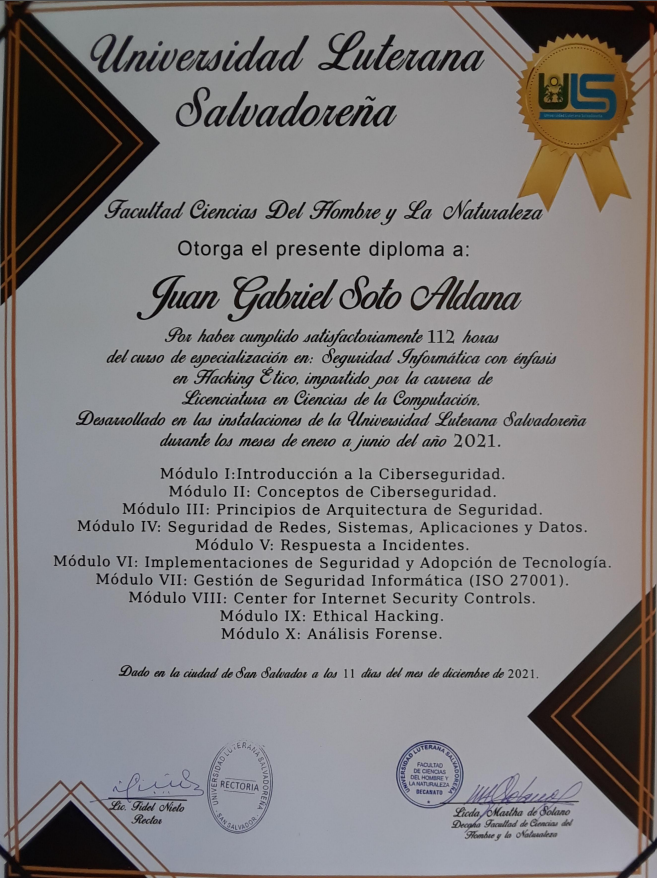 Universidad Luterana
Salvadoreña
ULS
Facultad Ciencias Del Hombre y La Naturaleza
Otorga el presente diploma a:
Juan Gabriel Soto Aldana
Por haber cumplido satisfactoriamente 112 horas
del curso de especialización en: Seguridad Informática con énfasis
en Hacking Ético, impartido por la carrera de
Licenciatura en Ciencias de la Computación.
Desarrollado en las instalaciones de la Universidad Luterana Salvadoreña
durante los meses de enero a junio del año 2021.
Módulo I:Introducción a la Ciberseguridad.
Módulo II: Conceptos de Ciberseguridad.
Módulo III: Principios de Arquitectura de Seguridad.
Módulo IV: Seguridad de Redes, Sistemas, Aplicaciones y Datos.
Módulo V: Respuesta a Incidentes.
Módulo VI: Implementaciones de Seguridad y Adopción de Tecnología.
Módulo VII: Gestión de Seguridad Informática (ISO 27001).
Módulo VIII: Center for Internet Security Controls.
Módulo IX: Ethical Hacking.
Módulo X: Análisis Forense.
Dado en la ciudad de San Salvador a los 11 días del mes de diciembre de 2021.
UNIVERSIDAD LUTERANA SALVADOREÑA
RECTORIA
SAN SALVADOR
Lic. Fidel Nieto
Rector
UNIVERSIDAD LUTERANA SALVADOREÑA
FACULTAD
DE CIENCIAS
DEL HOMBRE Y
LA NATURALEZA
DECANATO
Licda Martha de Solano
Decana Facultad de Ciencias del
Hombre y la Naturaleza